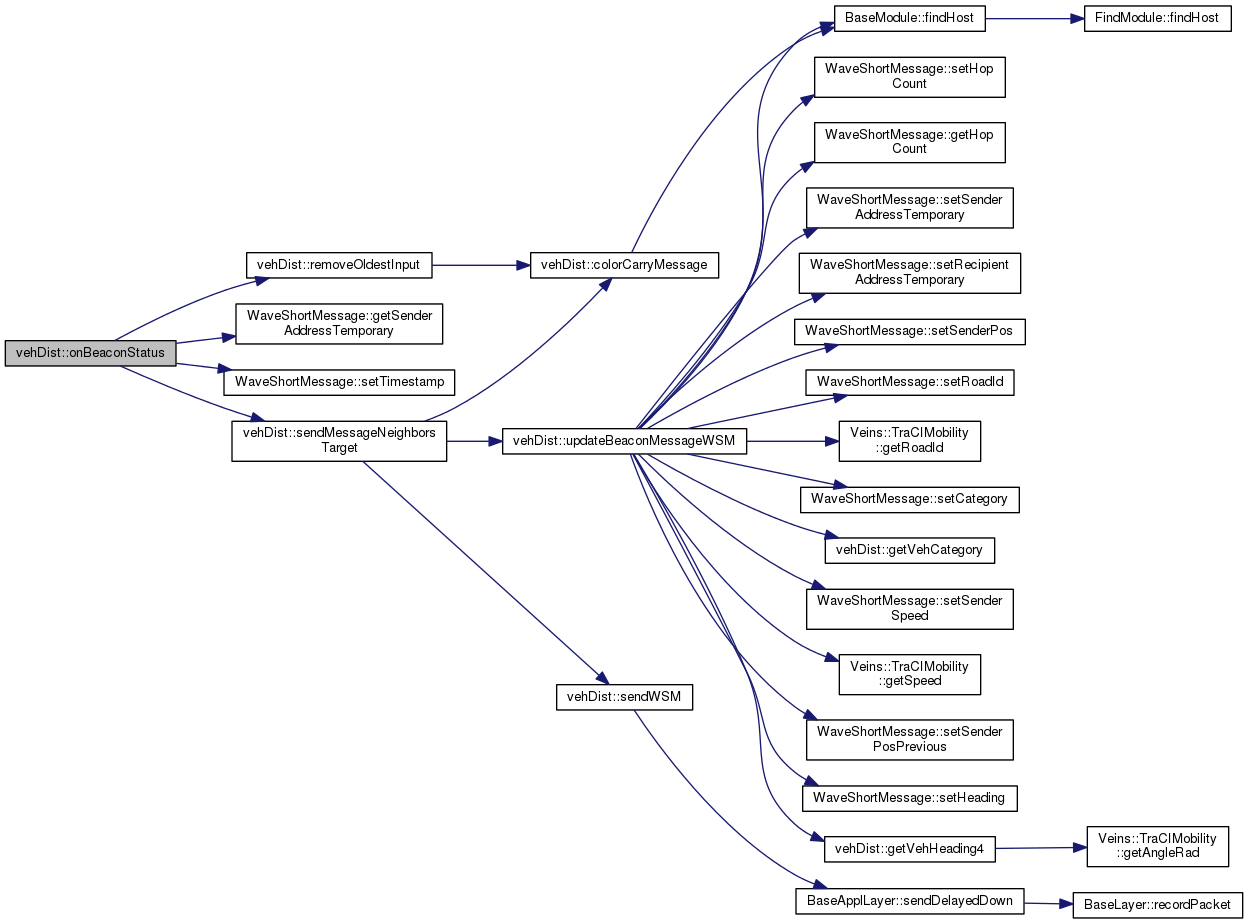 BaseModule::findHost
FindModule::findHost
WaveShortMessage::setHop
Count
WaveShortMessage::getHop
Count
WaveShortMessage::setSender
AddressTemporary
vehDist::removeOldestInput
vehDist::colorCarryMessage
WaveShortMessage::setRecipient
AddressTemporary
WaveShortMessage::getSender
AddressTemporary
WaveShortMessage::setSenderPos
vehDist::onBeaconStatus
WaveShortMessage::setTimestamp
WaveShortMessage::setRoadId
vehDist::sendMessageNeighbors
Target
vehDist::updateBeaconMessageWSM
Veins::TraCIMobility
::getRoadId
WaveShortMessage::setCategory
vehDist::getVehCategory
WaveShortMessage::setSender
Speed
Veins::TraCIMobility
::getSpeed
vehDist::sendWSM
WaveShortMessage::setSender
PosPrevious
WaveShortMessage::setHeading
vehDist::getVehHeading4
Veins::TraCIMobility
::getAngleRad
BaseApplLayer::sendDelayedDown
BaseLayer::recordPacket